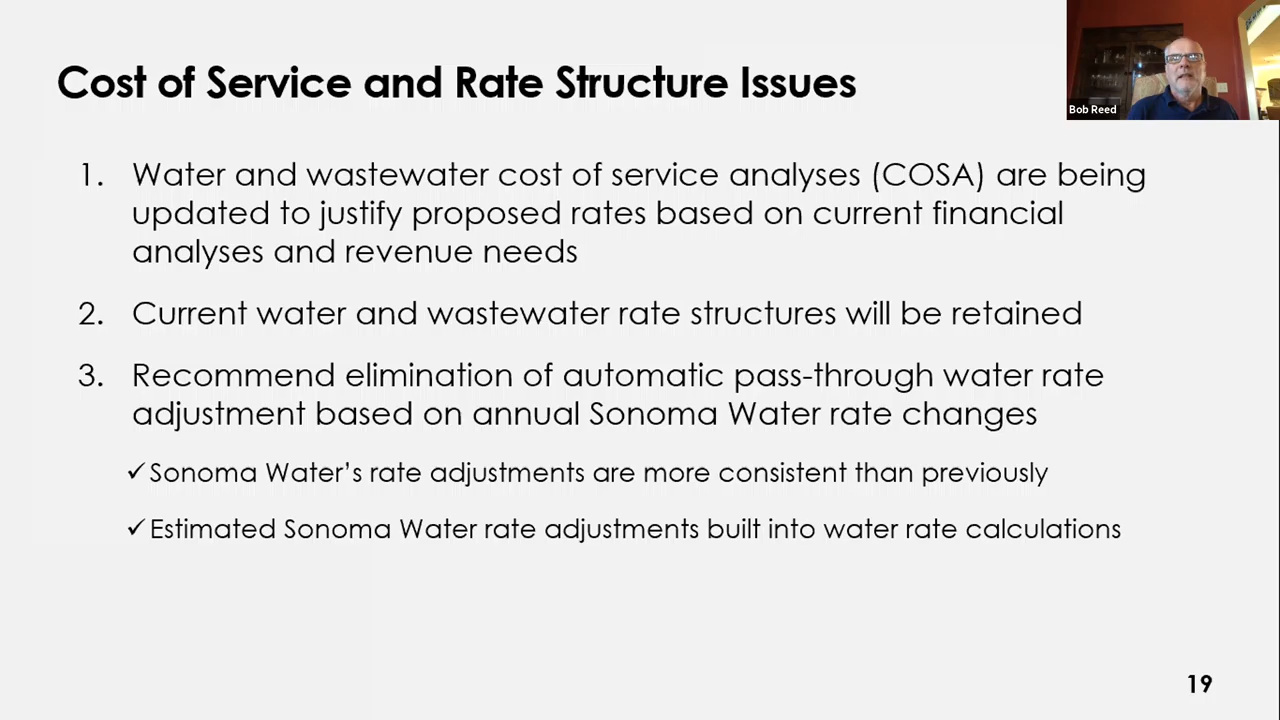 Cost of Service and Rate Structure Issues
Bob Reed
1. Water and wastewater cost of service analyses (COSA) are being
updated to justify proposed rates based on current financial
analyses and revenue needs
2. Current water and wastewater rate structures will be retained
3. Recommend elimination of automatic pass-through water rate
adjustment based on annual Sonoma Water rate changes
✓Sonoma Water’s rate adjustments are more consistent than previously
✓Estimated Sonoma Water rate adjustments built into water rate calculations
19